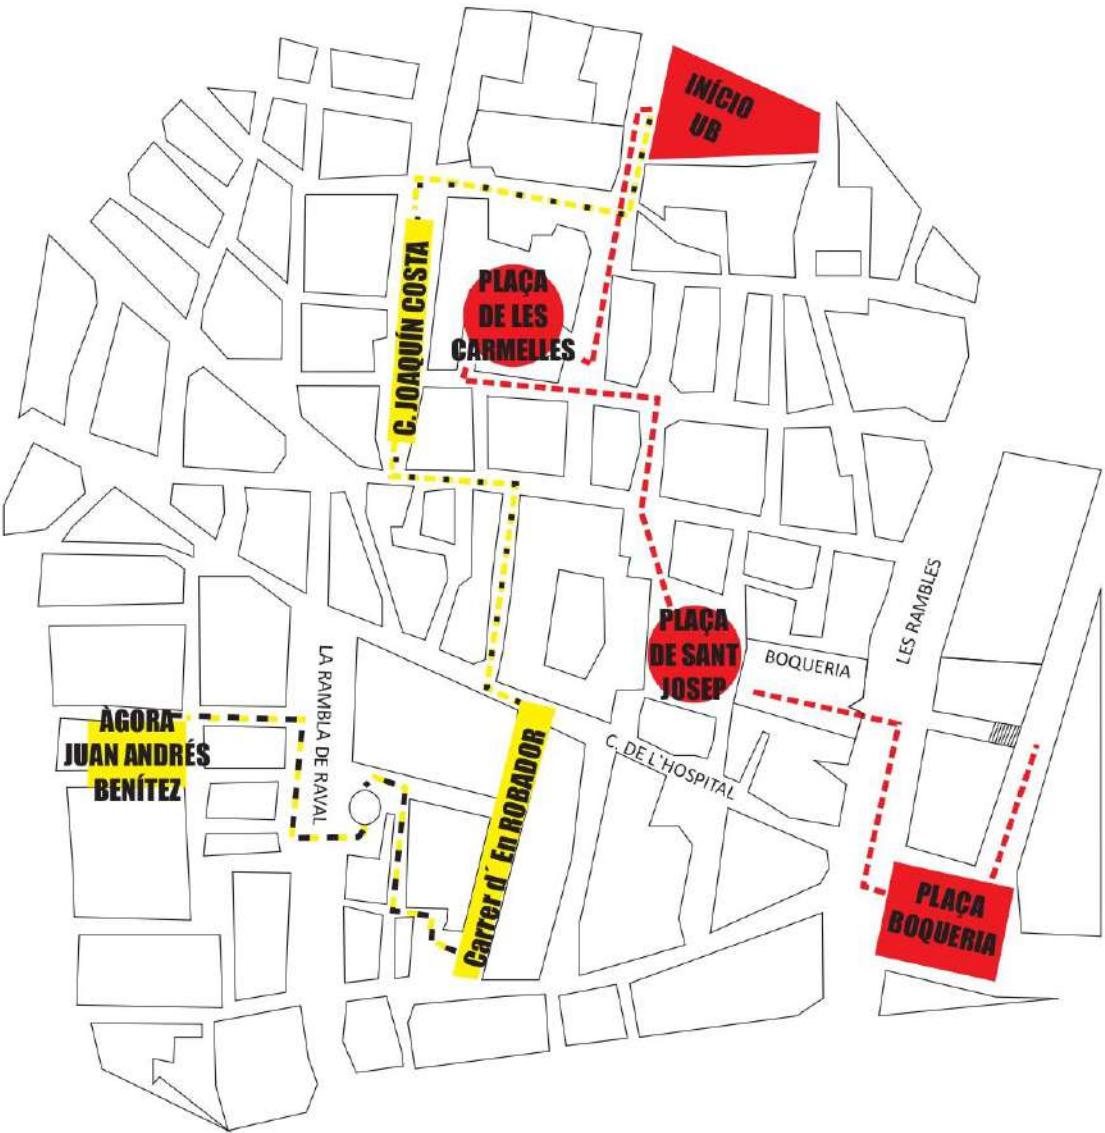 INÍCIO
UB
C. JOAQUÍN COSTA
PLAÇA
DE LES
CARMELLES
PLAÇA
DE SANT
JOSEP
BOQUERIA
LES RAMBLES
LA RAMBLA DE RAVAL
ÀGORA
JUAN ANDRÉS
BENÍTEZ
C. DE L'HOSPITAL
Carrer d´ En ROBADOR
PLAÇA
BOQUERIA